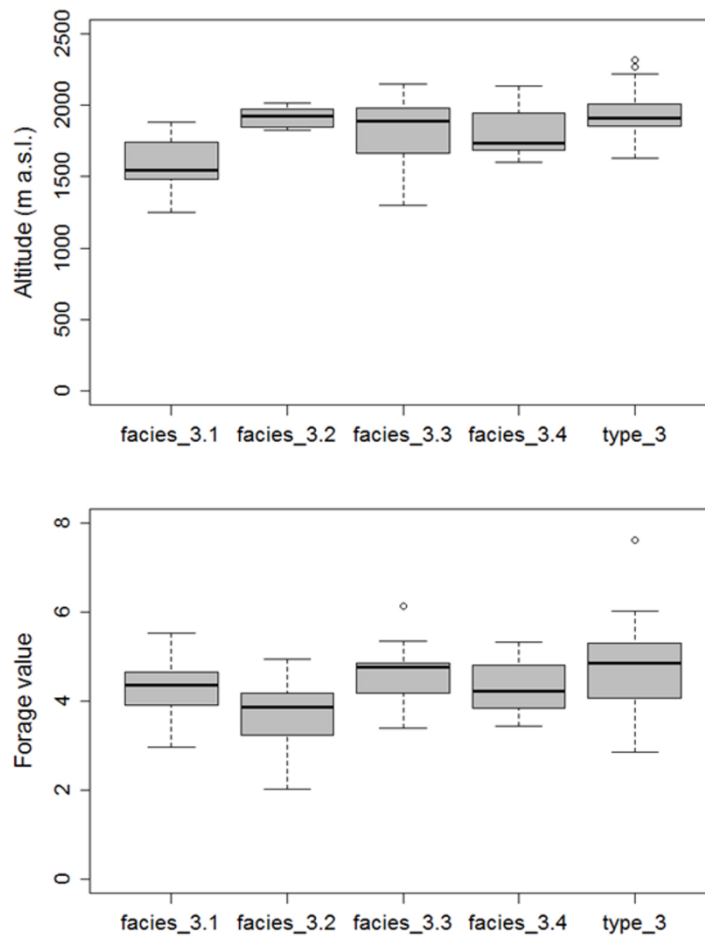 Altitude (m a.s.l.)
2500
2000
1500
1000
500
0
facies_3.1 facies_3.2 facies_3.3 facies_3.4 type_3
Forage value
8
6
4
2
0
facies_3.1 facies_3.2 facies_3.3 facies_3.4 type_3